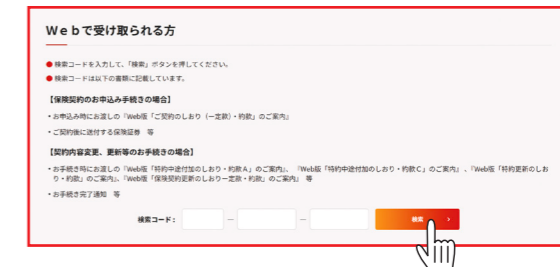 Webで受け取られる方
●検索コードを入力して、「検索」ボタンを押してください。
●検索コードは以下の書類に記載しています。
【保険契約のお申込み手続きの場合】
・お申込み時にお渡しの『Web版「ご契約のしおり（一定款）・約款」のご案内』
・ご契約後に送付する保険証券　等
【契約内容変更、更新等のお手続きの場合】
・お手続き時にお渡しの『Web版「特約中途付加のしおり・約款A」のご案内』、『Web版「特約中途付加のしおり・約款C」のご案内』、『Web版「特約更新のしお
り・約款」のご案内』、『Web版「保険契約更新のしおり一定款・約款」のご案内』 等
・お手続き完了通知　等
検索コード： ― ― 検索 ›